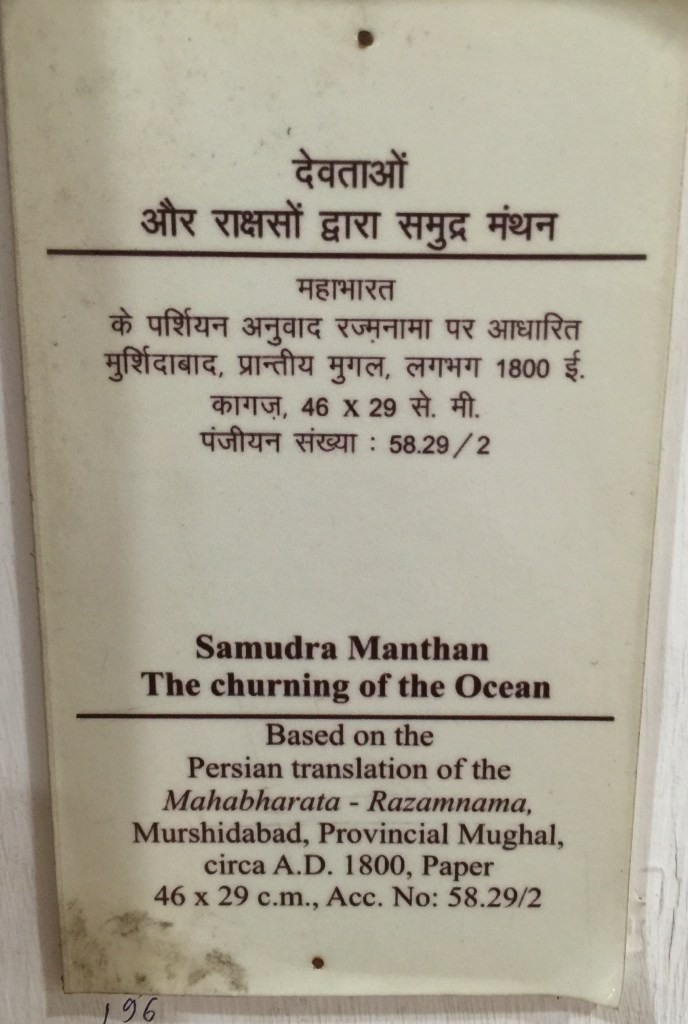 देवताओं
और राक्षसों द्वारा समुद्र मंथन
महाभारत
के पर्शियन अनुवाद रज़्मनामा पर आधारित
मुर्शिदाबाद, प्रान्तीय मुगल, लगभग 1800 ई.
कागज़, 46 x 29 से. मी.
पंजीयन संख्या : 58.29/2
Samudra Manthan
The churning of the Ocean
Based on the
Persian translation of the
Mahabharata - Razamnama,
Murshidabad, Provincial Mughal,
circa A.D. 1800, Paper
46 x 29 c.m., Acc. No: 58.29/2
196